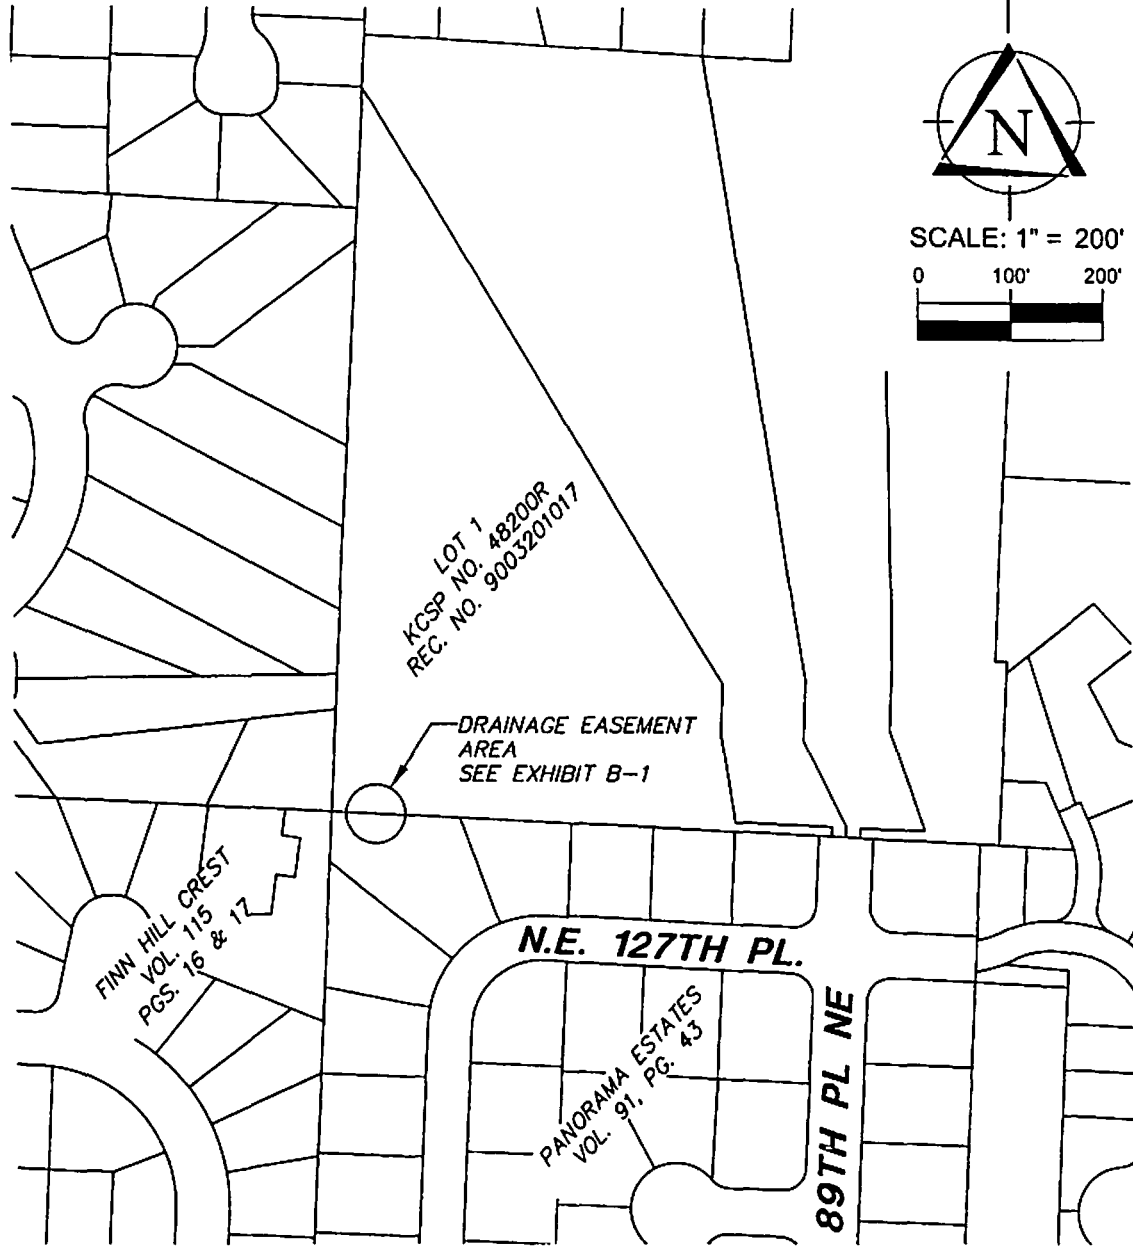 N
SCALE: 1" = 200'
0 100' 200'
LOT 1
KCSP NO. 48200R
REC. NO. 9003201017
DRAINAGE EASEMENT
AREA
SEE EXHIBIT B-1
FINN HILL CREST
VOL. 115
PGS. 16 & 17
N.E. 127TH PL.
PANORAMA ESTATES
VOL. 91, PG. 43
89TH PL NE